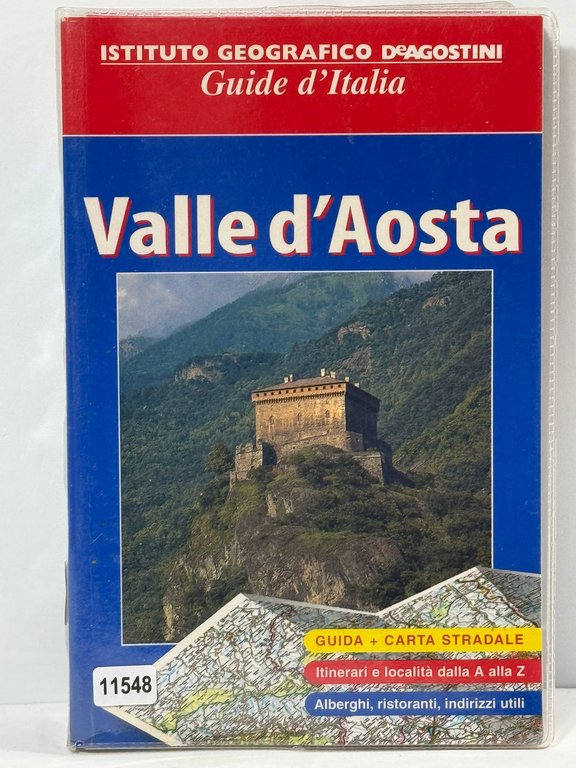 ISTITUTO GEOGRAFICO DeAGOSTINI
Guide d'Italia
Valle d'Aosta
GUIDA + CARTA STRADALE
Itinerari e località dalla A alla Z
Alberghi, ristoranti, indirizzi utili
11548